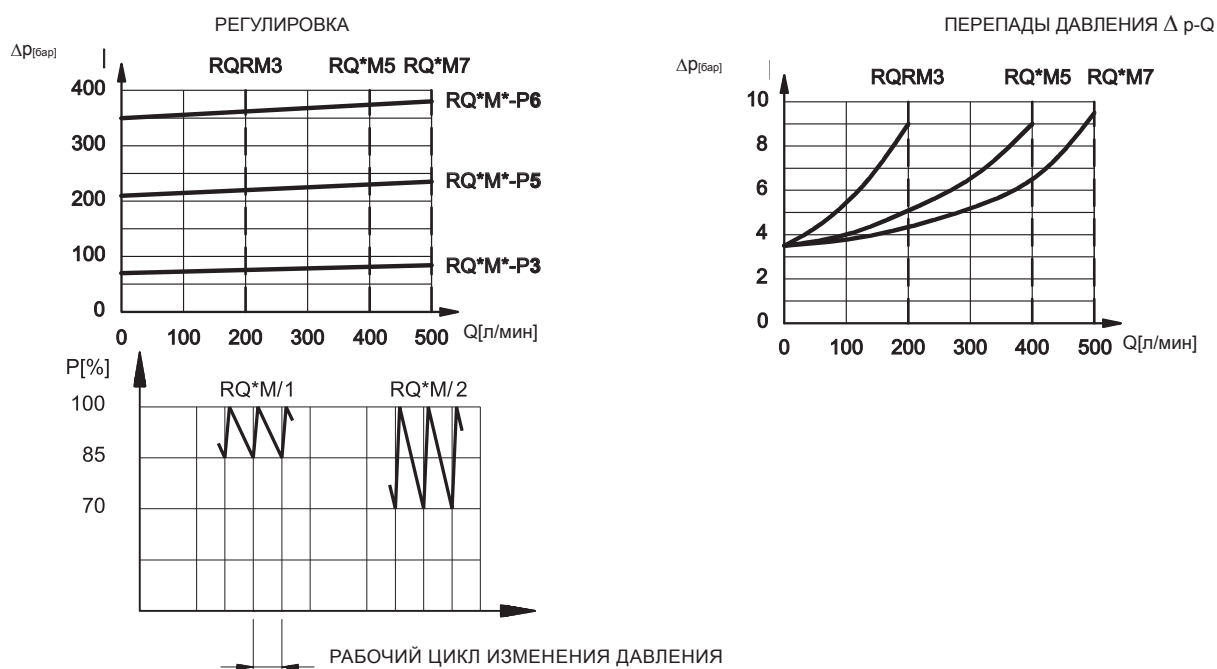 РЕГУЛИРОВКА
Δp[бар]
RQRM3 RQ*M5 RQ*M7
400
300
200
100
0
RQ*M*-P6
RQ*M*-P5
RQ*M*-P3
0 100 200 300 400 500 Q[л/мин]
ПЕРЕПАДЫ ДАВЛЕНИЯ Δ p-Q
Δp[бар]
RQRM3 RQ*M5 RQ*M7
10
8
6
4
2
0
0 100 200 300 400 500 Q[л/мин]
P[%]
RQ*M/1 RQ*M/2
100
85
70
РАБОЧИЙ ЦИКЛ ИЗМЕНЕНИЯ ДАВЛЕНИЯ